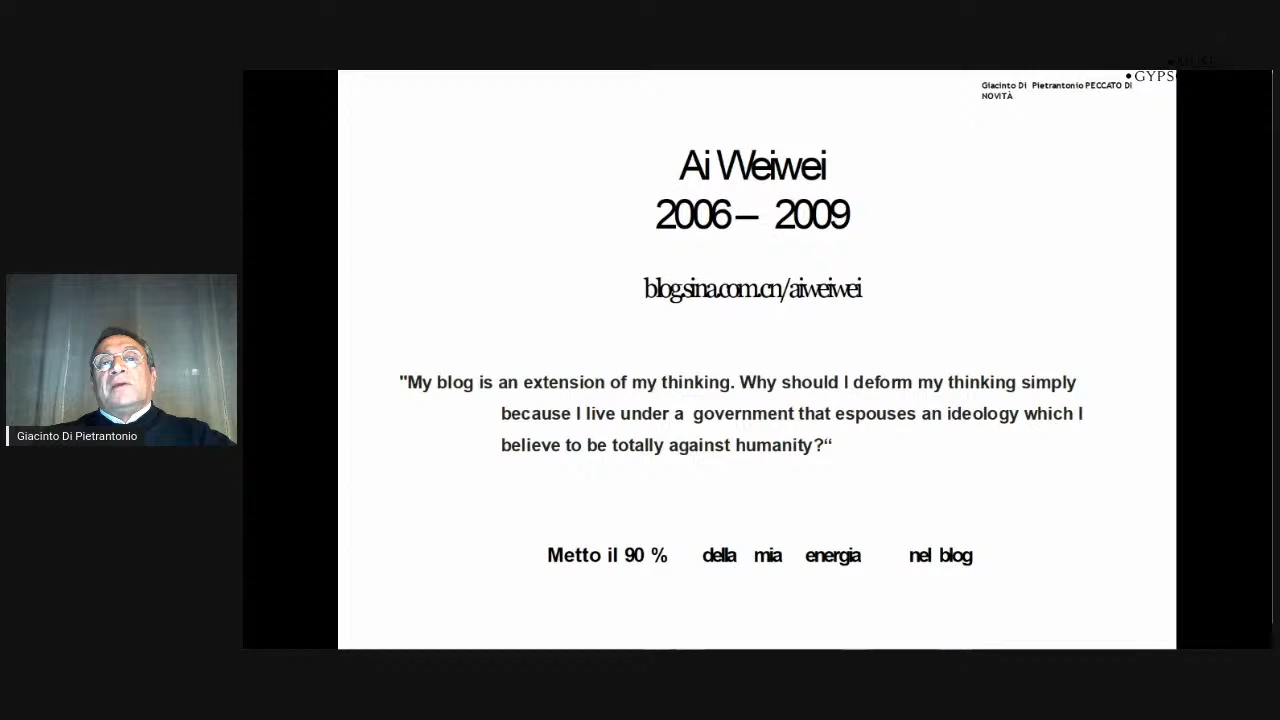 GYPS
Giacinto Di Pietrantonio PECCATO DI
NOVITÀ
Ai Weiwei
2006 – 2009
blog.sina.com.cn/aiweiwei
"My blog is an extension of my thinking. Why should I deform my thinking simply
because I live under a government that espouses an ideology which I
believe to be totally against humanity?“
Giacinto Di Pietrantonio
Metto il 90 % della mia energia nel blog